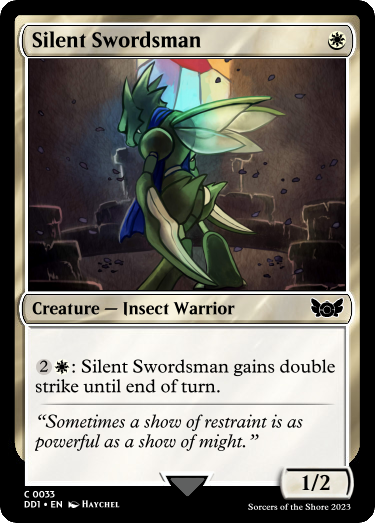 Silent Swordsman
Creature — Insect Warrior
2 : Silent Swordsman gains double
strike until end of turn.
“Sometimes a show of restraint is as
powerful as a show of might.”
1/2
C 0033
DD1 • EN HAYCHEL
Sorcers of the Shore 2023